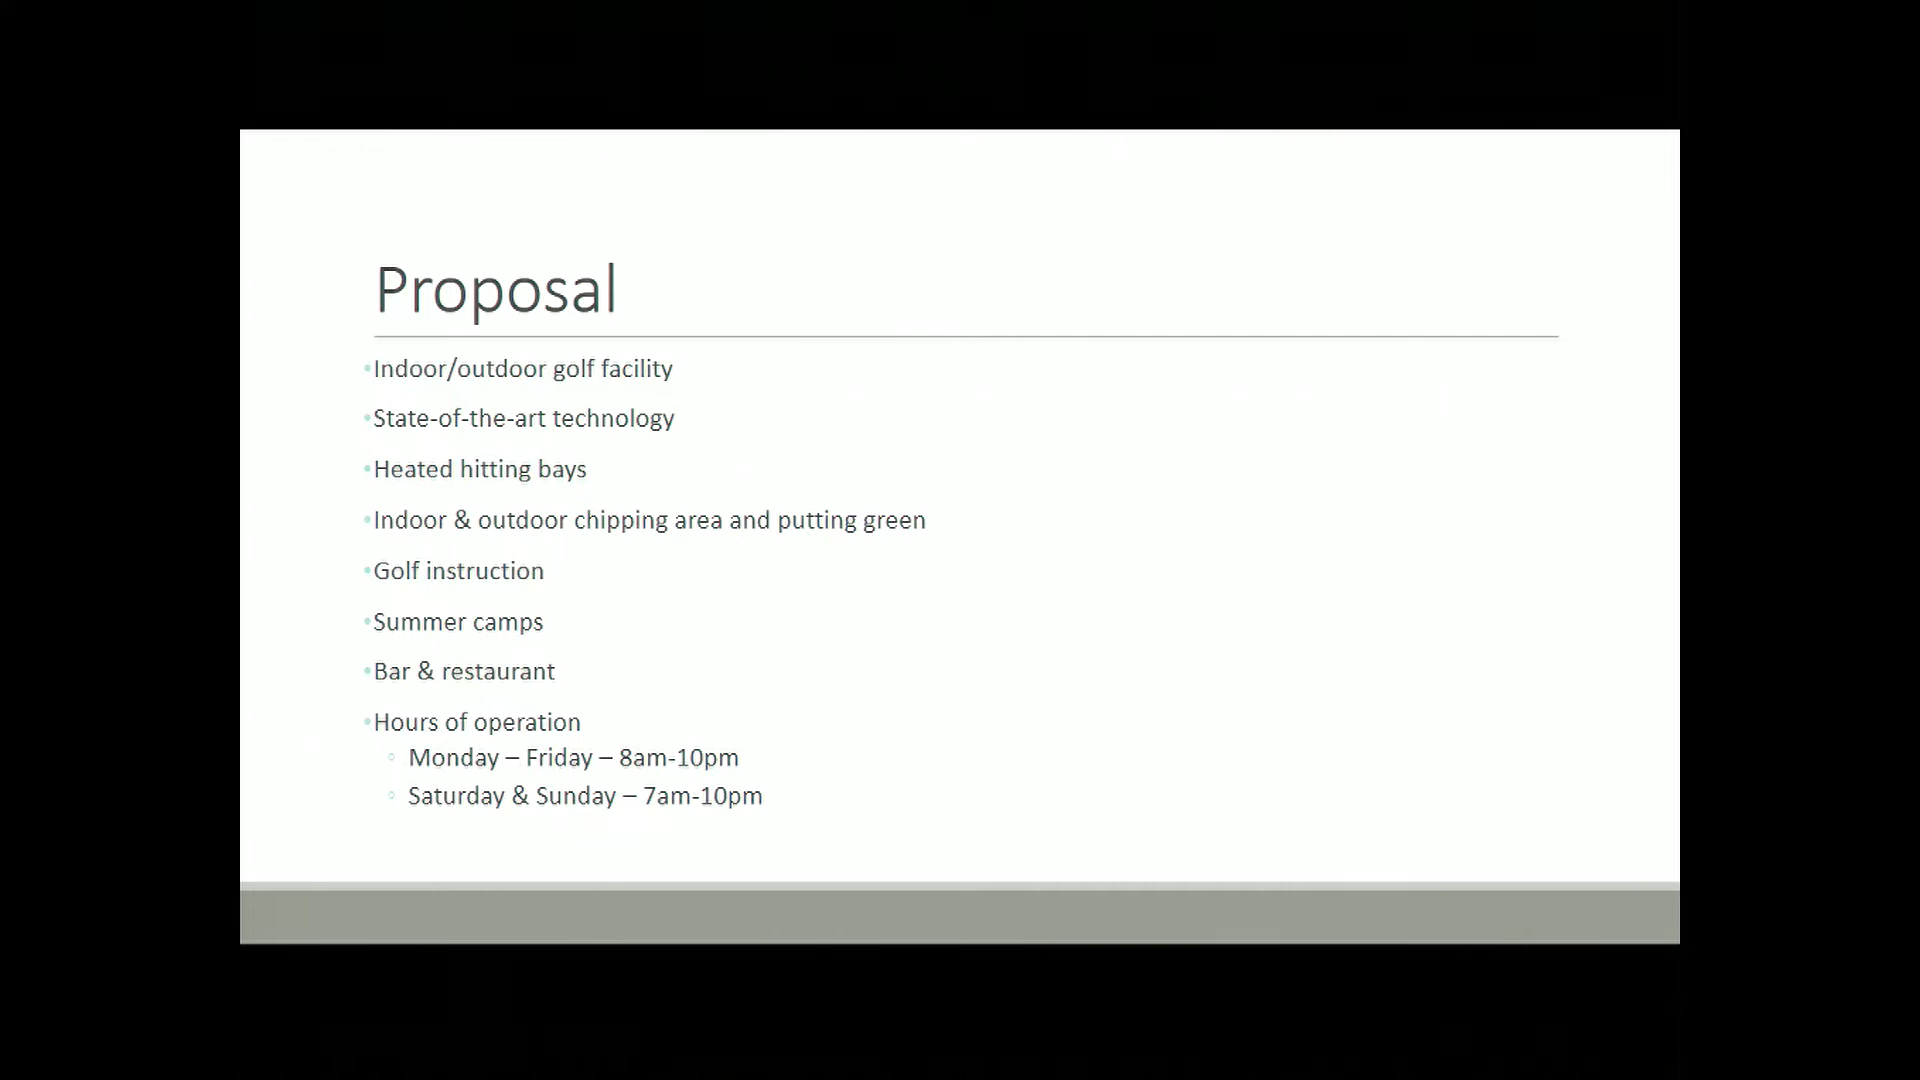 Proposal
•Indoor/outdoor golf facility
•State-of-the-art technology
•Heated hitting bays
•Indoor & outdoor chipping area and putting green
•Golf instruction
•Summer camps
•Bar & restaurant
•Hours of operation
◦ Monday – Friday – 8am-10pm
◦ Saturday & Sunday – 7am-10pm